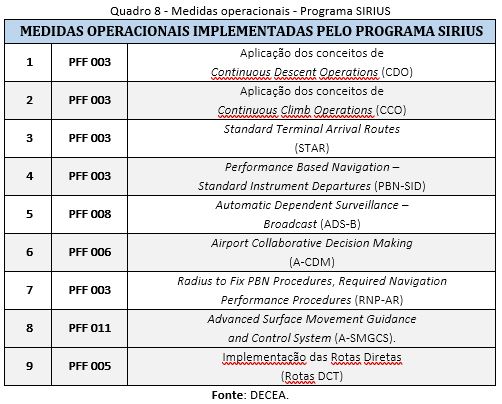 Quadro 8 - Medidas operacionais - Programa SIRIUS
MEDIDAS OPERACIONAIS IMPLEMENTADAS PELO PROGRAMA SIRIUS
1 PFF 003 Aplicação dos conceitos de
Continuous Descent Operations (CDO)
2 PFF 003 Aplicação dos conceitos de
Continuous Climb Operations (CCO)
3 PFF 003 Standard Terminal Arrival Routes
(STAR)
4 PFF 003 Performance Based Navigation –
Standard Instrument Departures (PBN-SID)
5 PFF 008 Automatic Dependent Surveillance –
Broadcast (ADS-B)
6 PFF 006 Airport Collaborative Decision Making
(A-CDM)
7 PFF 003 Radius to Fix PBN Procedures, Required Navigation
Performance Procedures (RNP-AR)
8 PFF 011 Advanced Surface Movement Guidance
and Control System (A-SMGCS).
9 PFF 005 Implementação das Rotas Diretas
(Rotas DCT)
Fonte: DECEA.